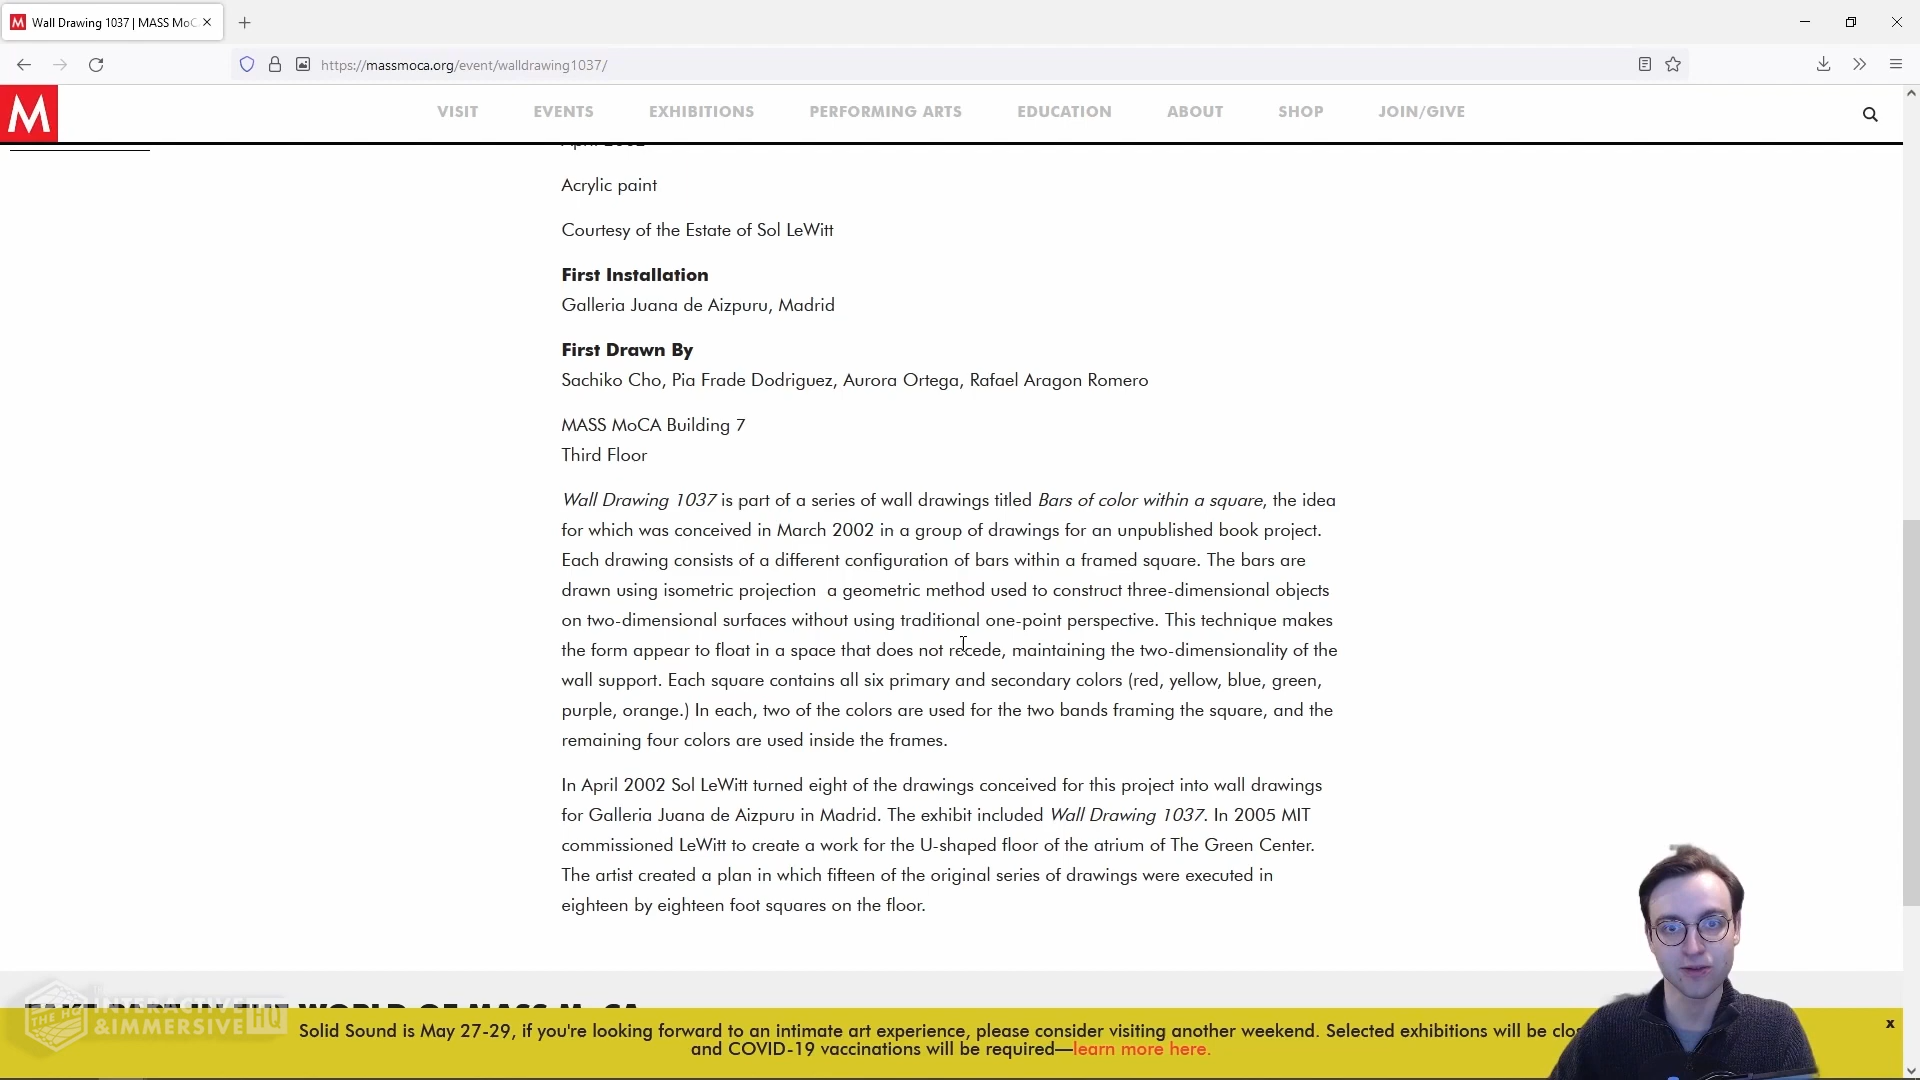 Wall Drawing 1037 | MASS MoC
https://massmoca.org/event/walldrawing1037/
M
VISIT EVENTS EXHIBITIONS PERFORMING ARTS EDUCATION ABOUT SHOP JOIN/GIVE
April 2002
Acrylic paint
Courtesy of the Estate of Sol LeWitt
First Installation
Galleria Juana de Aizpuru, Madrid
First Drawn By
Sachiko Cho, Pia Frade Dodriguez, Aurora Ortega, Rafael Aragon Romero
MASS MoCA Building 7
Third Floor
Wall Drawing 1037 is part of a series of wall drawings titled Bars of color within a square, the idea
for which was conceived in March 2002 in a group of drawings for an unpublished book project.
Each drawing consists of a different configuration of bars within a framed square. The bars are
drawn using isometric projection  a geometric method used to construct three-dimensional objects
on two-dimensional surfaces without using traditional one-point perspective. This technique makes
the form appear to float in a space that does not recede, maintaining the two-dimensionality of the
wall support. Each square contains all six primary and secondary colors (red, yellow, blue, green,
purple, orange.) In each, two of the colors are used for the two bands framing the square, and the
remaining four colors are used inside the frames.
In April 2002 Sol LeWitt turned eight of the drawings conceived for this project into wall drawings
for Galleria Juana de Aizpuru in Madrid. The exhibit included Wall Drawing 1037. In 2005 MIT
commissioned LeWitt to create a work for the U-shaped floor of the atrium of The Green Center.
The artist created a plan in which fifteen of the original series of drawings were executed in
eighteen by eighteen foot squares on the floor.
THE WORLD OF MASS MoCA
THE HQ INTERACTIVE
& IMMERSIVE HQ
Solid Sound is May 27-29, if you're looking forward to an intimate art experience, please consider visiting another weekend. Selected exhibitions will be clo
and COVID-19 vaccinations will be required—learn more here.
x